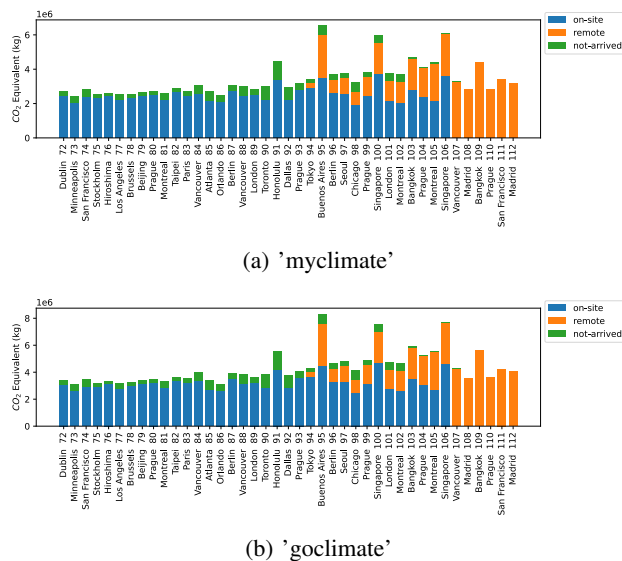 1e6
on-site
remote
not-arrived
6
4
2
0
CO2 Equivalent (kg)
Dublin 72
Minneapolis 73
San Francisco 74
Stockholm 75
Hiroshima 76
Los Angeles 77
Brussels 78
Beijing 79
Prague 80
Montreal 81
Taipei 82
Paris 83
Vancouver 84
Atlanta 85
Orlando 86
Berlin 87
Vancouver 88
London 89
Toronto 90
Honolulu 91
Dallas 92
Prague 93
Tokyo 94
Buenos Aires 95
Berlin 96
Seoul 97
Chicago 98
Prague 99
Singapore 100
London 101
Montreal 102
Bangkok 103
Prague 104
Montreal 105
Singapore 106
Vancouver 107
Madrid 108
Bangkok 109
Prague 110
San Francisco 111
Madrid 112
(a) 'myclimate'
1e6
on-site
remote
not-arrived
8
6
4
2
0
CO2 Equivalent (kg)
Dublin 72
Minneapolis 73
San Francisco 74
Stockholm 75
Hiroshima 76
Los Angeles 77
Brussels 78
Beijing 79
Prague 80
Montreal 81
Taipei 82
Paris 83
Vancouver 84
Atlanta 85
Orlando 86
Berlin 87
Vancouver 88
London 89
Toronto 90
Honolulu 91
Dallas 92
Prague 93
Tokyo 94
Buenos Aires 95
Berlin 96
Seoul 97
Chicago 98
Prague 99
Singapore 100
London 101
Montreal 102
Bangkok 103
Prague 104
Montreal 105
Singapore 106
Vancouver 107
Madrid 108
Bangkok 109
Prague 110
San Francisco 111
Madrid 112
(b) 'goclimate'